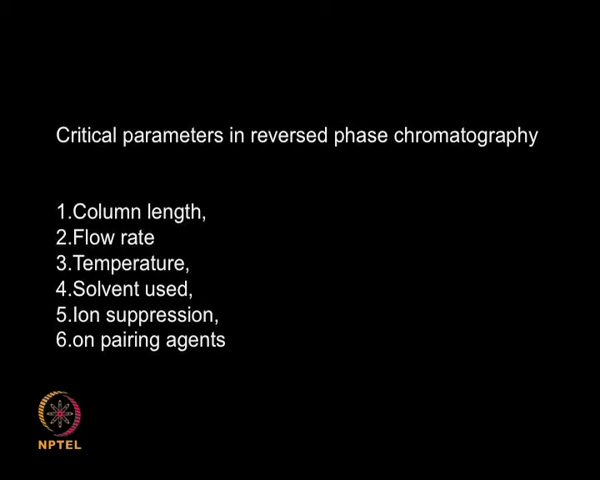 Critical parameters in reversed phase chromatography
1.Column length,
2.Flow rate
3.Temperature,
4.Solvent used,
5.Ion suppression,
6.on pairing agents
NPTEL